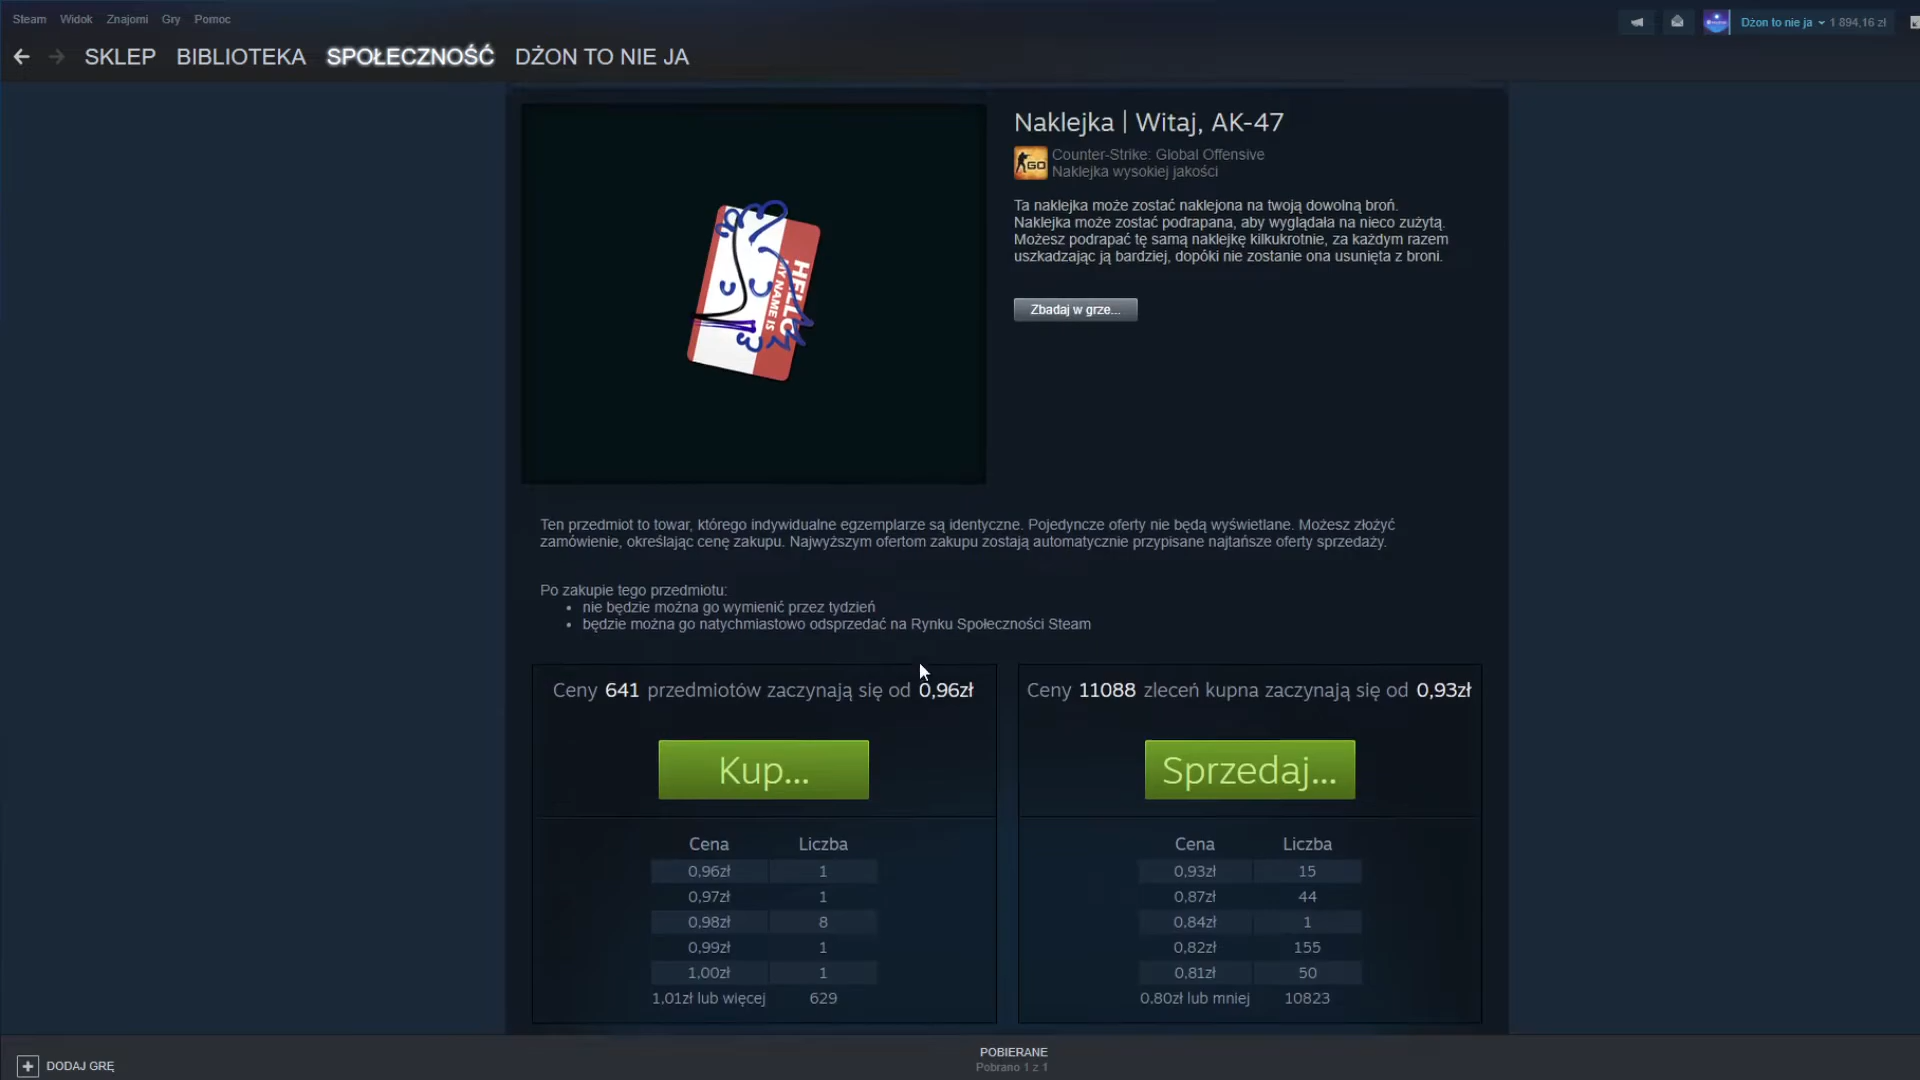 Steam Widok Znajomi Gry Pomoc
Dżon to nie ja 1 894,16 zł
SKLEP BIBLIOTEKA SPOŁECZNOŚĆ DŻON TO NIE JA
Naklejka | Witaj, AK-47
GO
Counter-Strike: Global Offensive
Naklejka wysokiej jakości
Ta naklejka może zostać naklejona na twoją dowolną broń.
Naklejka może zostać podrapana, aby wyglądała na nieco zużytą.
Możesz podrapać tę samą naklejkę kilkukrotnie, za każdym razem
uszkadzając ją bardziej, dopóki nie zostanie ona usunięta z broni.
Zbadaj w grze...
HELLO
MY NAME IS
Ten przedmiot to towar, którego indywidualne egzemplarze są identyczne. Pojedyncze oferty nie będą wyświetlane. Możesz złożyć
zamówienie, określając cenę zakupu. Najwyższym ofertom zakupu zostają automatycznie przypisane najtańsze oferty sprzedaży.
Po zakupie tego przedmiotu:
• nie będzie można go wymienić przez tydzień
• będzie można go natychmiastowo odsprzedać na Rynku Społeczności Steam
Ceny 641 przedmiotów zaczynają się od 0,96zł
Kup...
Cena Liczba
0,96zł 1
0,97zł 1
0,98zł 8
0,99zł 1
1,00zł 1
1,01zł lub więcej 629
Ceny 11088 zleceń kupna zaczynają się od 0,93zł
Sprzedaj...
Cena Liczba
0,93zł 15
0,87zł 44
0,84zł 1
0,82zł 155
0,81zł 50
0,80zł lub mniej 10823
DODAJ GRĘ
POBIERANE
Pobrano 1 z 1